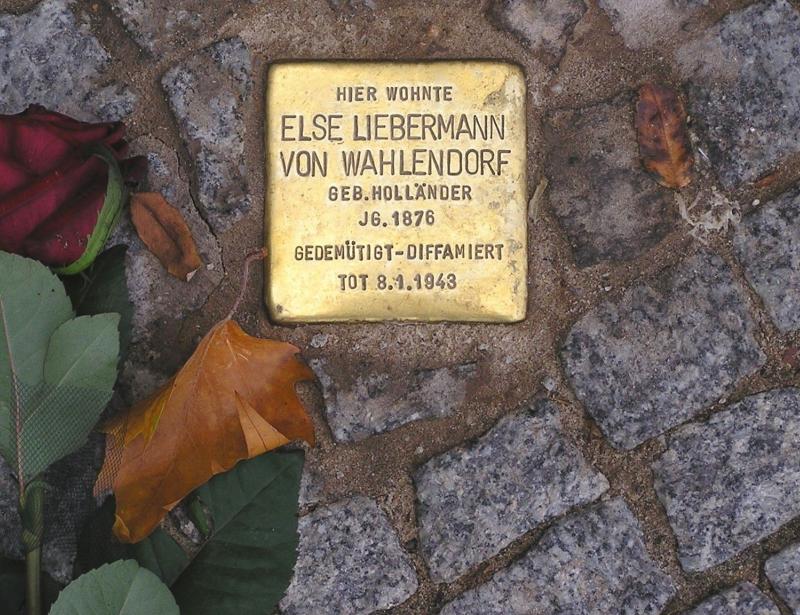 HIER WOHNTE
ELSE LIEBERMANN
VON WAHLENDORF
GEB.HOLLÄNDER
JG.1876
GEDEMÜTIGT-DIFFAMIERT
TOT 8.1.1943